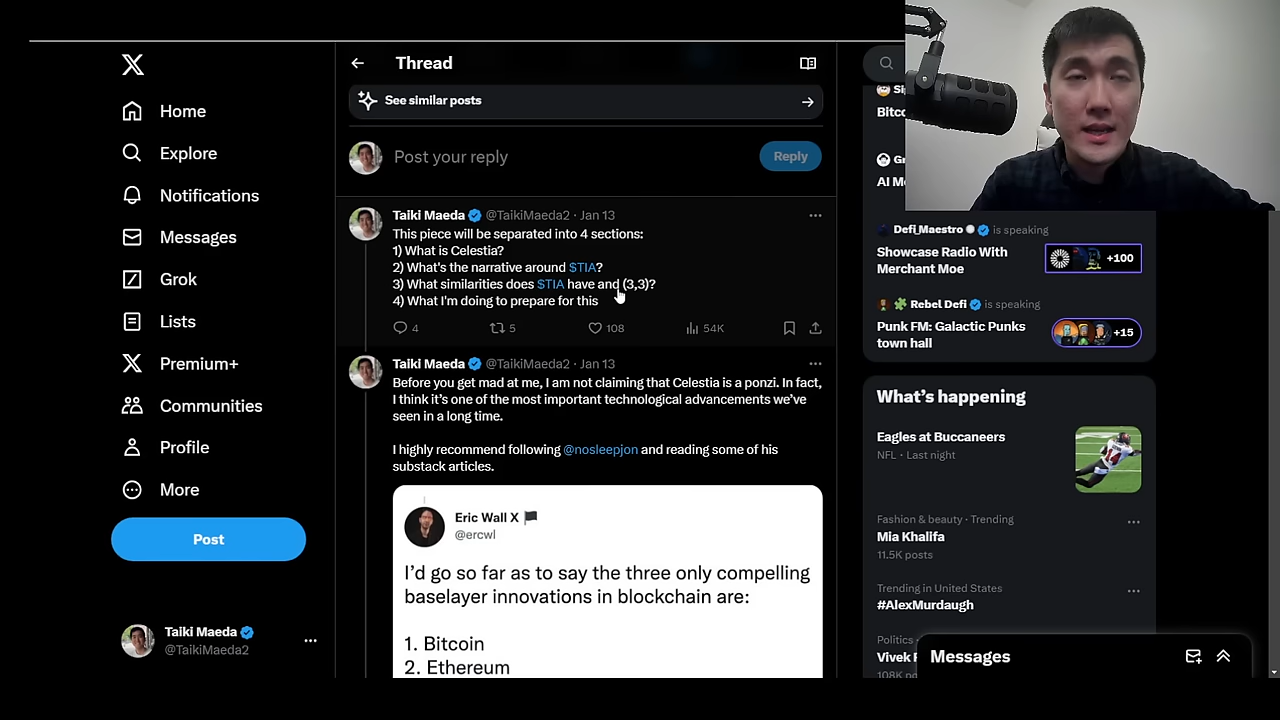 Home
Explore
Notifications
Messages
Grok
Lists
Premium+
Communities
Profile
More
Post
Taiki Maeda
@TaikiMaeda2
Thread
See similar posts
Post your reply
Reply
Taiki Maeda @TaikiMaeda2 · Jan 13
This piece will be separated into 4 sections:
1) What is Celestia?
2) What's the narrative around $TIA?
3) What similarities does $TIA have and (3,3)?
4) What I'm doing to prepare for this
4
5
108
54K
Taiki Maeda @TaikiMaeda2 · Jan 13
Before you get mad at me, I am not claiming that Celestia is a ponzi. In fact,
I think it's one of the most important technological advancements we've
seen in a long time.
I highly recommend following @nosleepjon and reading some of his
substack articles.
Eric Wall X
@ercwl
I'd go so far as to say the three only compelling
baselayer innovations in blockchain are:
1. Bitcoin
2. Ethereum
Defi_Maestro is speaking
Showcase Radio With
Merchant Moe
+100
Rebel Defi is speaking
Punk FM: Galactic Punks
town hall
+15
What's happening
Eagles at Buccaneers
NFL · Last night
Fashion & beauty · Trending
Mia Khalifa
11.5K posts
Trending in United States
#AlexMurdaugh
Politics ·
Vivek
108K
Messages